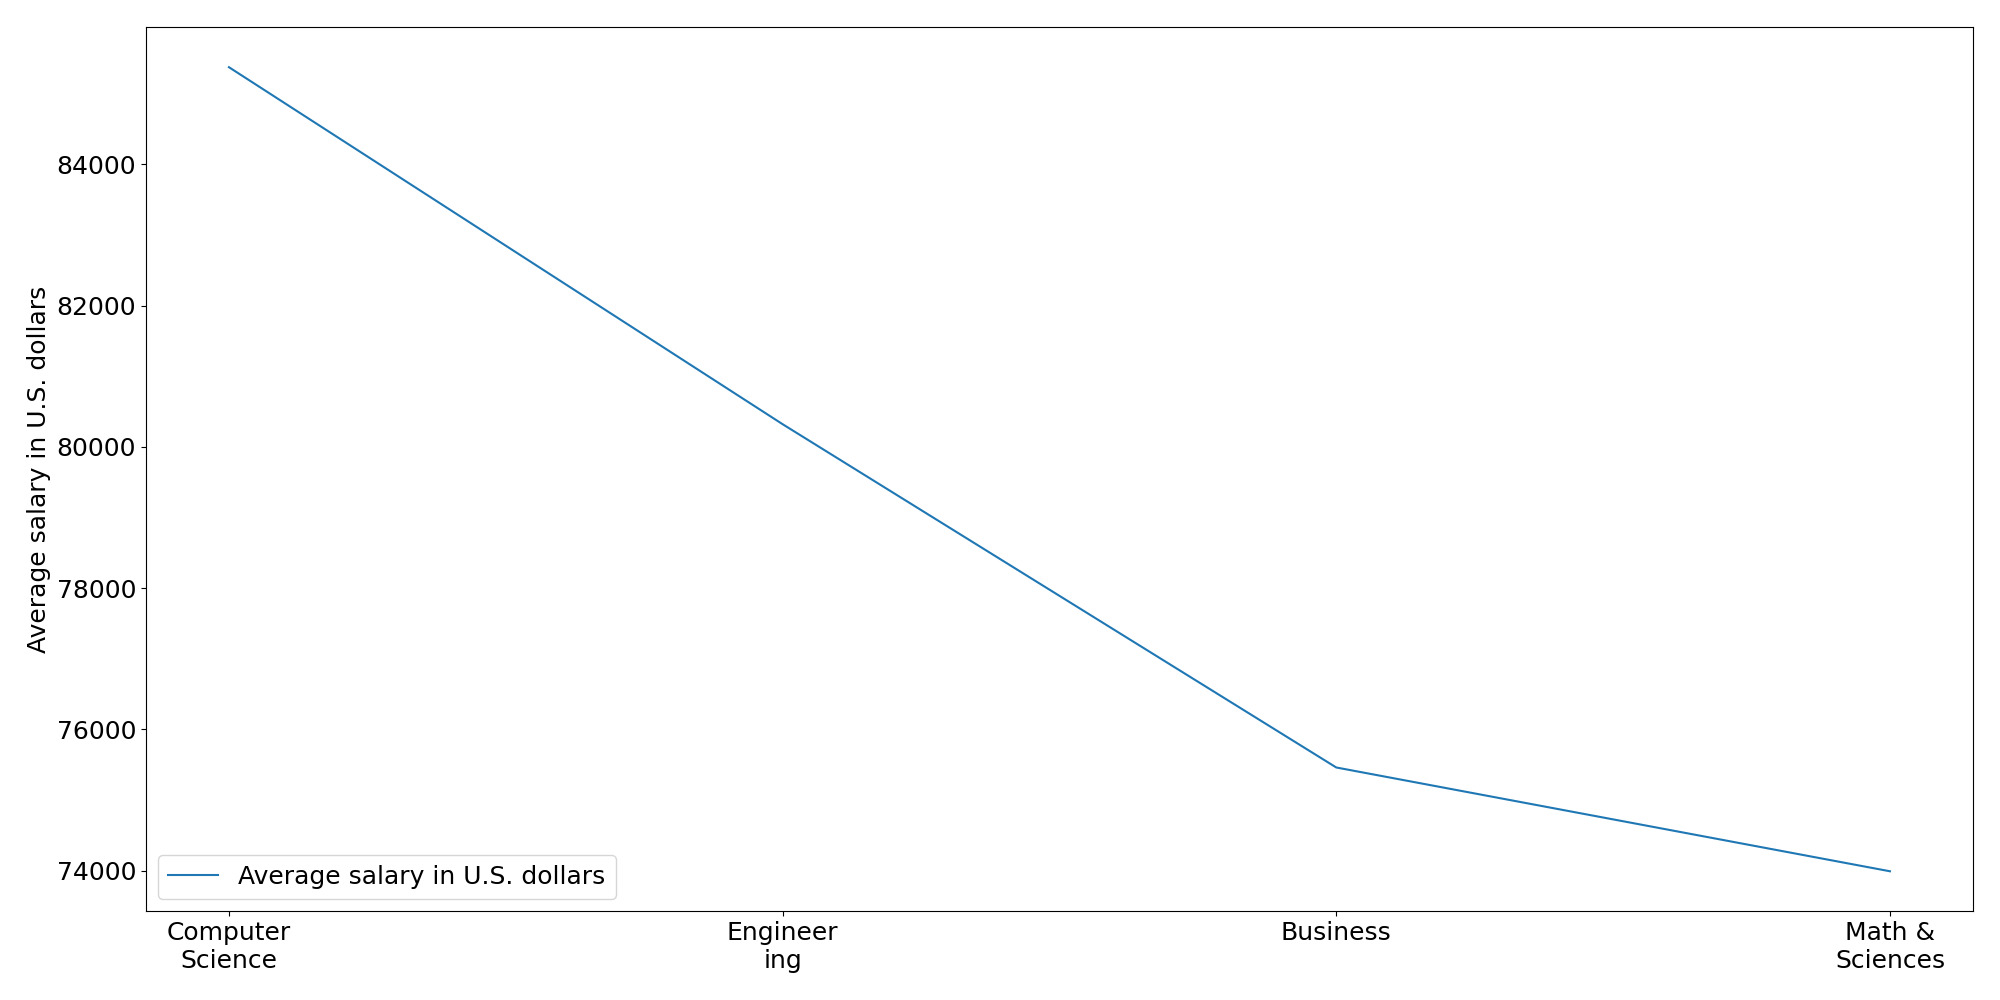 Average salary in U.S. dollars
84000
82000
80000
78000
76000
74000
Average salary in U.S. dollars
Computer
Science
Engineer
ing
Business
Math &
Sciences